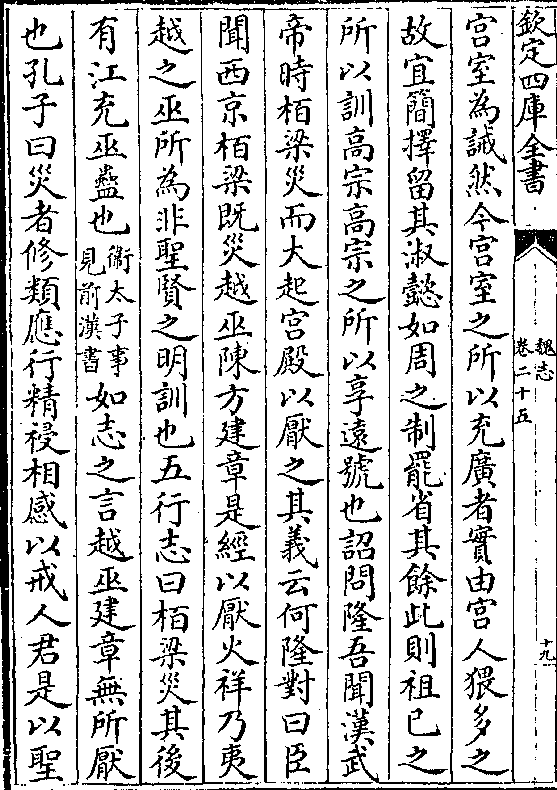 欽定四庫全書
魏志
卷二十五
十九
宫室為誡然今宫室之所以充廣者實由宫人猥多之
故宜簡擇留其淑懿如周之制罷省其餘此則祖已之
所以訓髙宗髙宗之所以享遠號也詔問隆吾聞漢武
帝時栢梁災而大起宫殿以厭之其義云何隆對曰臣
聞西京栢梁既災越巫陳方建章是經以厭火祥乃夷
越之巫所為非聖賢之明訓也五行志曰栢梁災其後
有江充巫蠱也衞太子事見前漢書如志之言越巫建章無所厭
也孔子曰災者修類應行精祲相感以戒人君是以聖